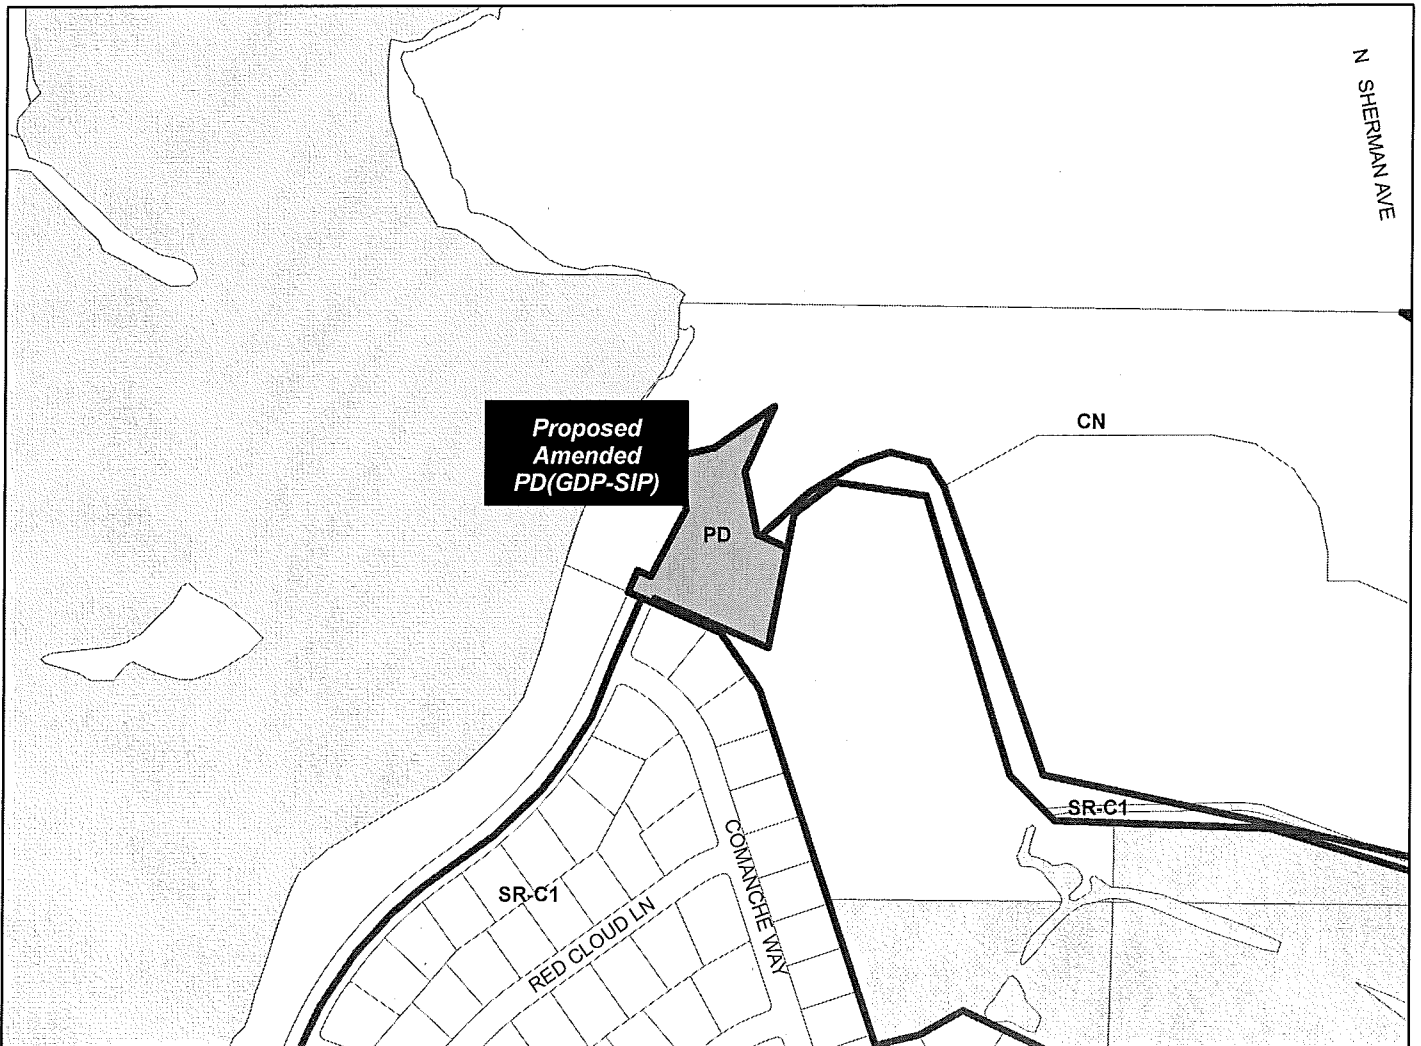 N SHERMAN AVE
CN
Proposed
Amended
PD(GDP-SIP)
PD
SR-C1
COMANCHE WAY
SR-C1
RED CLOUD LN